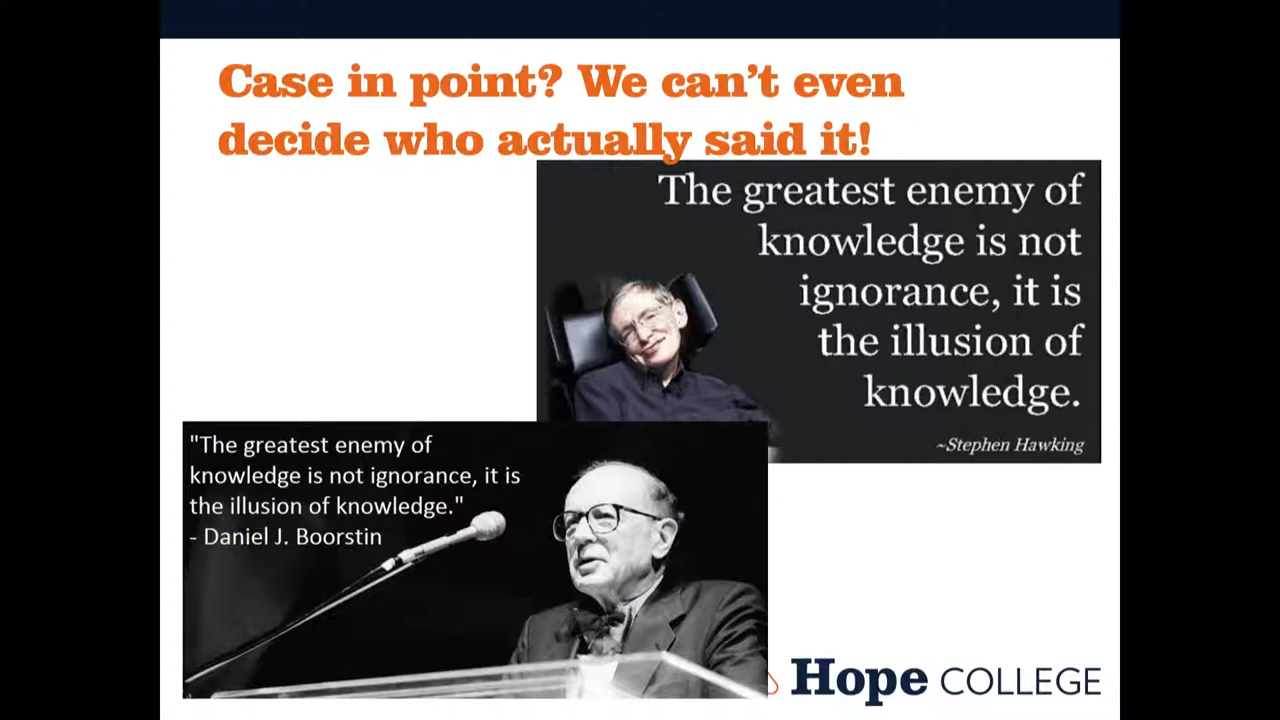 Case in point? We can't even
decide who actually said it!
The greatest enemy of
knowledge is not
ignorance, it is
the illusion of
knowledge.
~Stephen Hawking
"The greatest enemy of
knowledge is not ignorance, it is
the illusion of knowledge."
- Daniel J. Boorstin
Hope COLLEGE